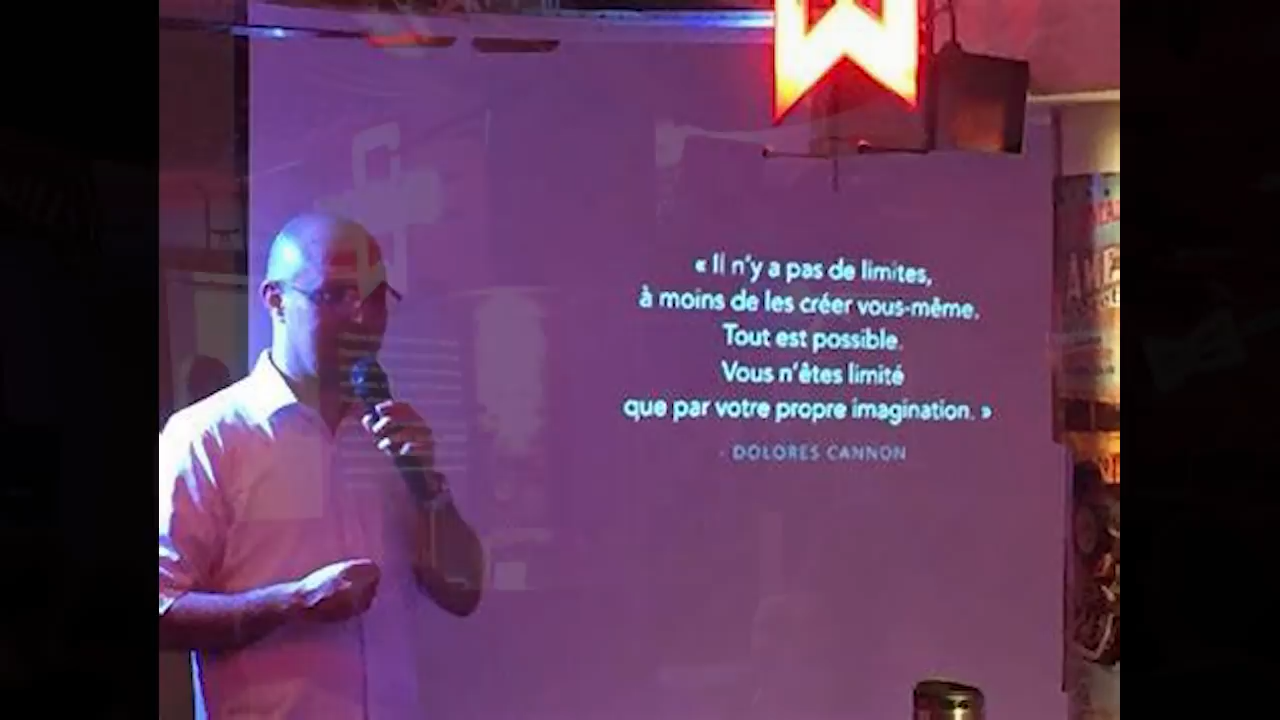 « Il n'y a pas de limites,
à moins de les créer vous-même.
Tout est possible.
Vous n'êtes limité
que par votre propre imagination. »
- DOLORES CANNON